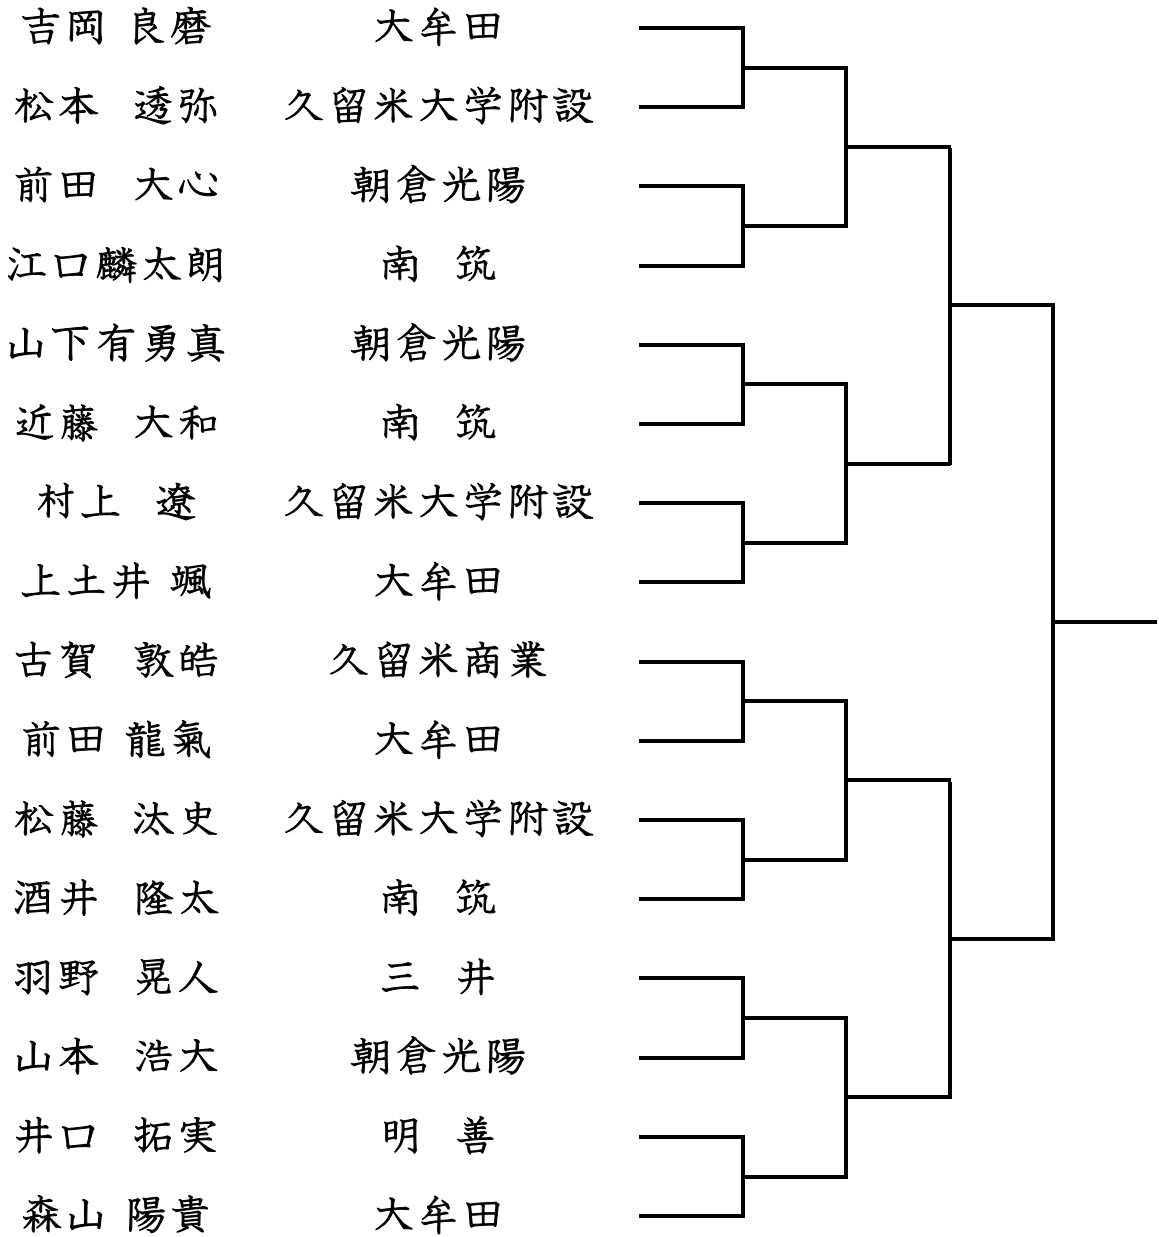 吉岡 良磨 大牟田
松本 透弥 久留米大学附設
前田 大心 朝倉光陽
江口麟太朗 南 筑
山下有勇真 朝倉光陽
近藤 大和 南 筑
村上 遼 久留米大学附設
上土井 颯 大牟田
古賀 敦皓 久留米商業
前田 龍氣 大牟田
松藤 汰史 久留米大学附設
酒井 隆太 南 筑
羽野 晃人 三 井
山本 浩大 朝倉光陽
井口 拓実 明 善
森山 陽貴 大牟田